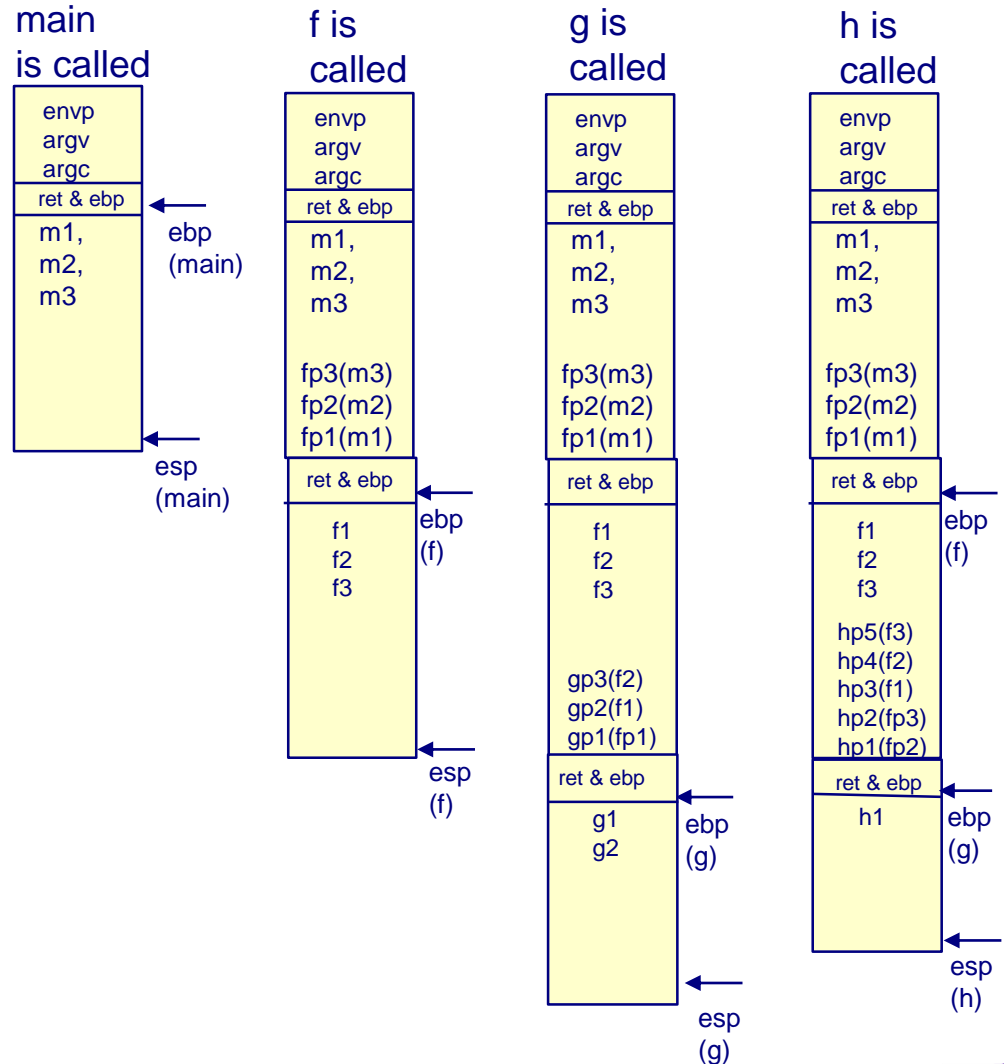 main
is called
envp
argv
argc
ret & ebp
m1,
m2,
m3
ebp
(main)
esp
(main)
f is
called
envp
argv
argc
ret & ebp
m1,
m2,
m3
fp3(m3)
fp2(m2)
fp1(m1)
ret & ebp
f1
f2
f3
ebp
(f)
esp
(f)
g is
called
envp
argv
argc
ret & ebp
m1,
m2,
m3
fp3(m3)
fp2(m2)
fp1(m1)
ret & ebp
f1
f2
f3
gp3(f2)
gp2(f1)
gp1(fp1)
ret & ebp
g1
g2
ebp
(g)
esp
(g)
h is
called
envp
argv
argc
ret & ebp
m1,
m2,
m3
fp3(m3)
fp2(m2)
fp1(m1)
ret & ebp
ebp
(f)
f1
f2
f3
hp5(f3)
hp4(f2)
hp3(f1)
hp2(fp3)
hp1(fp2)
ret & ebp
h1
ebp
(g)
esp
(h)